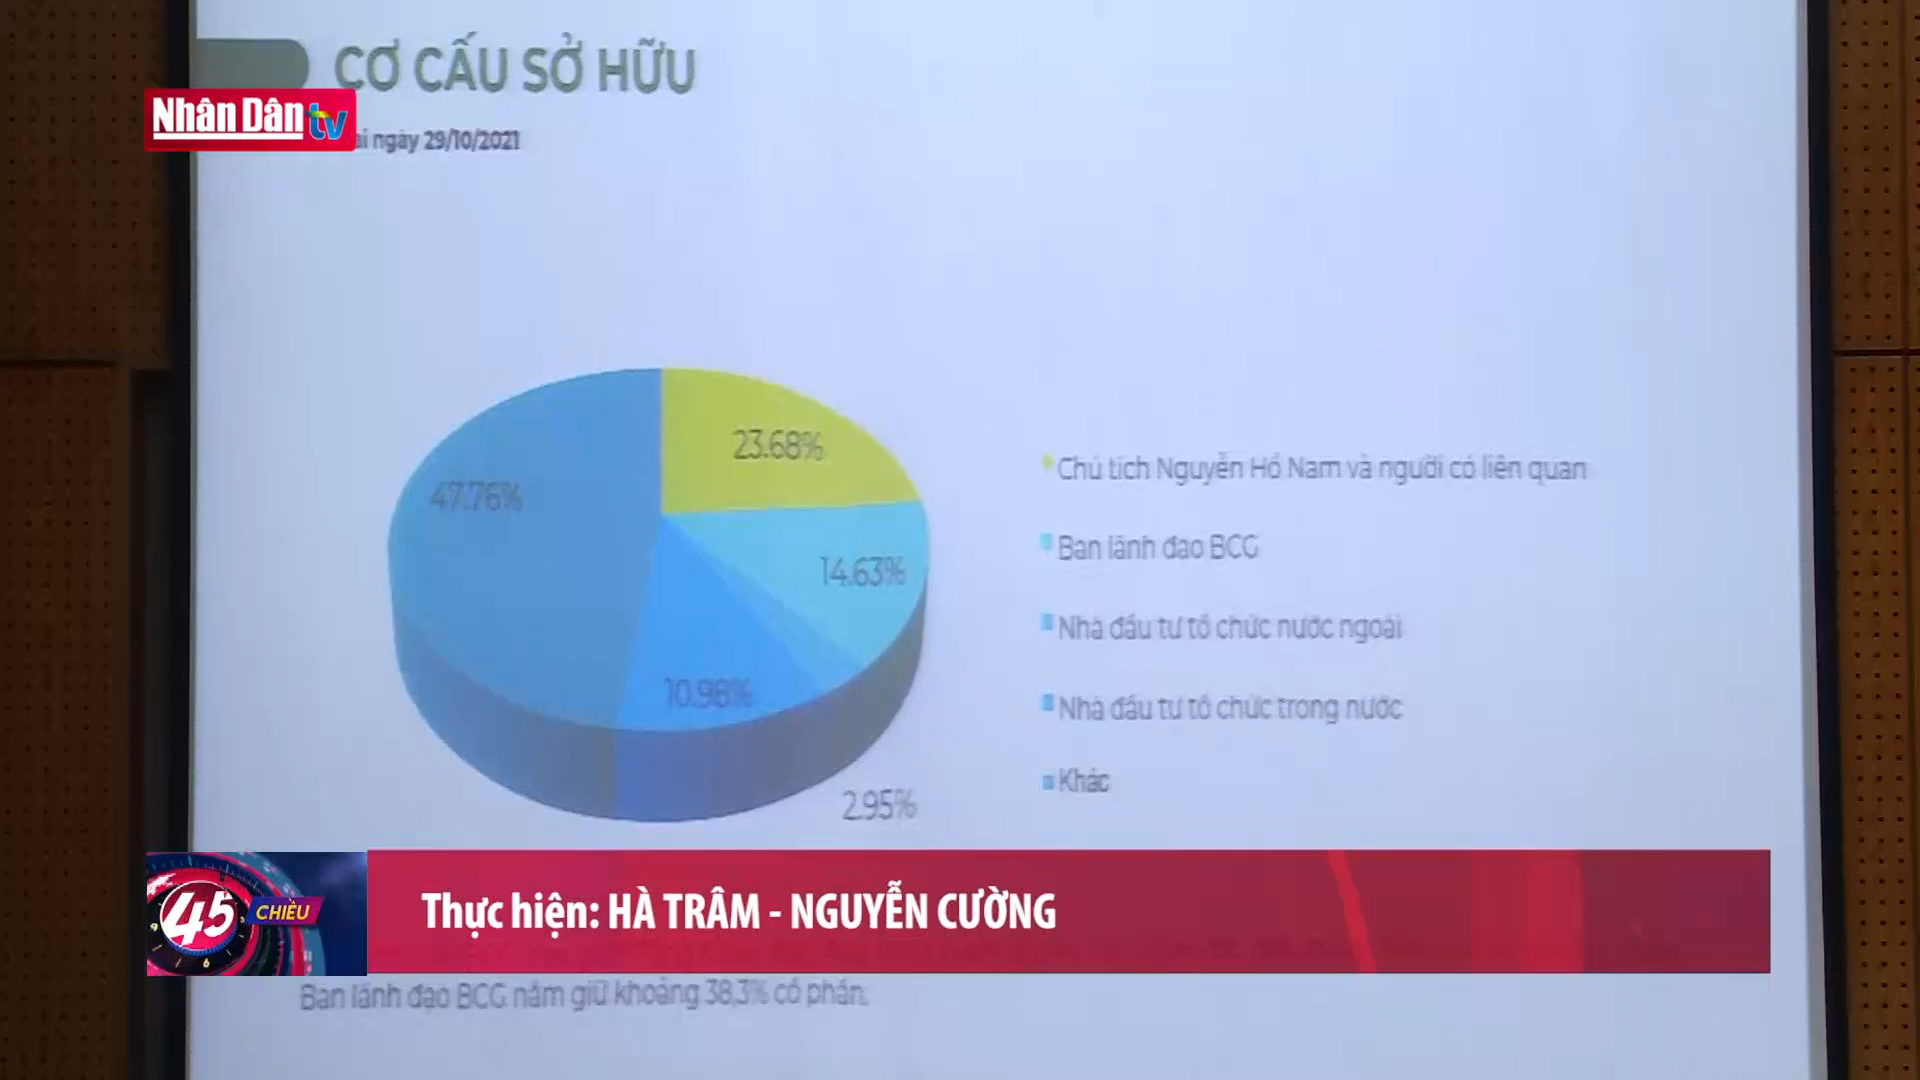 CƠ CẤU SỞ HỮU
Nhân Dân tv
ại ngày 29/10/2021
23.68%
47.76%
14.63%
10.98%
2.95%
Chủ tịch Nguyễn Hồ Nam và người có liên quan
Ban lãnh đạo BCG
Nhà đầu tư tổ chức nước ngoài
Nhà đầu tư tổ chức trong nước
Khác
45 CHIỀU
Thực hiện: HÀ TRÂM - NGUYỄN CƯỜNG
Ban lãnh đạo BCG nắm giữ khoảng 38,3% cổ phần.